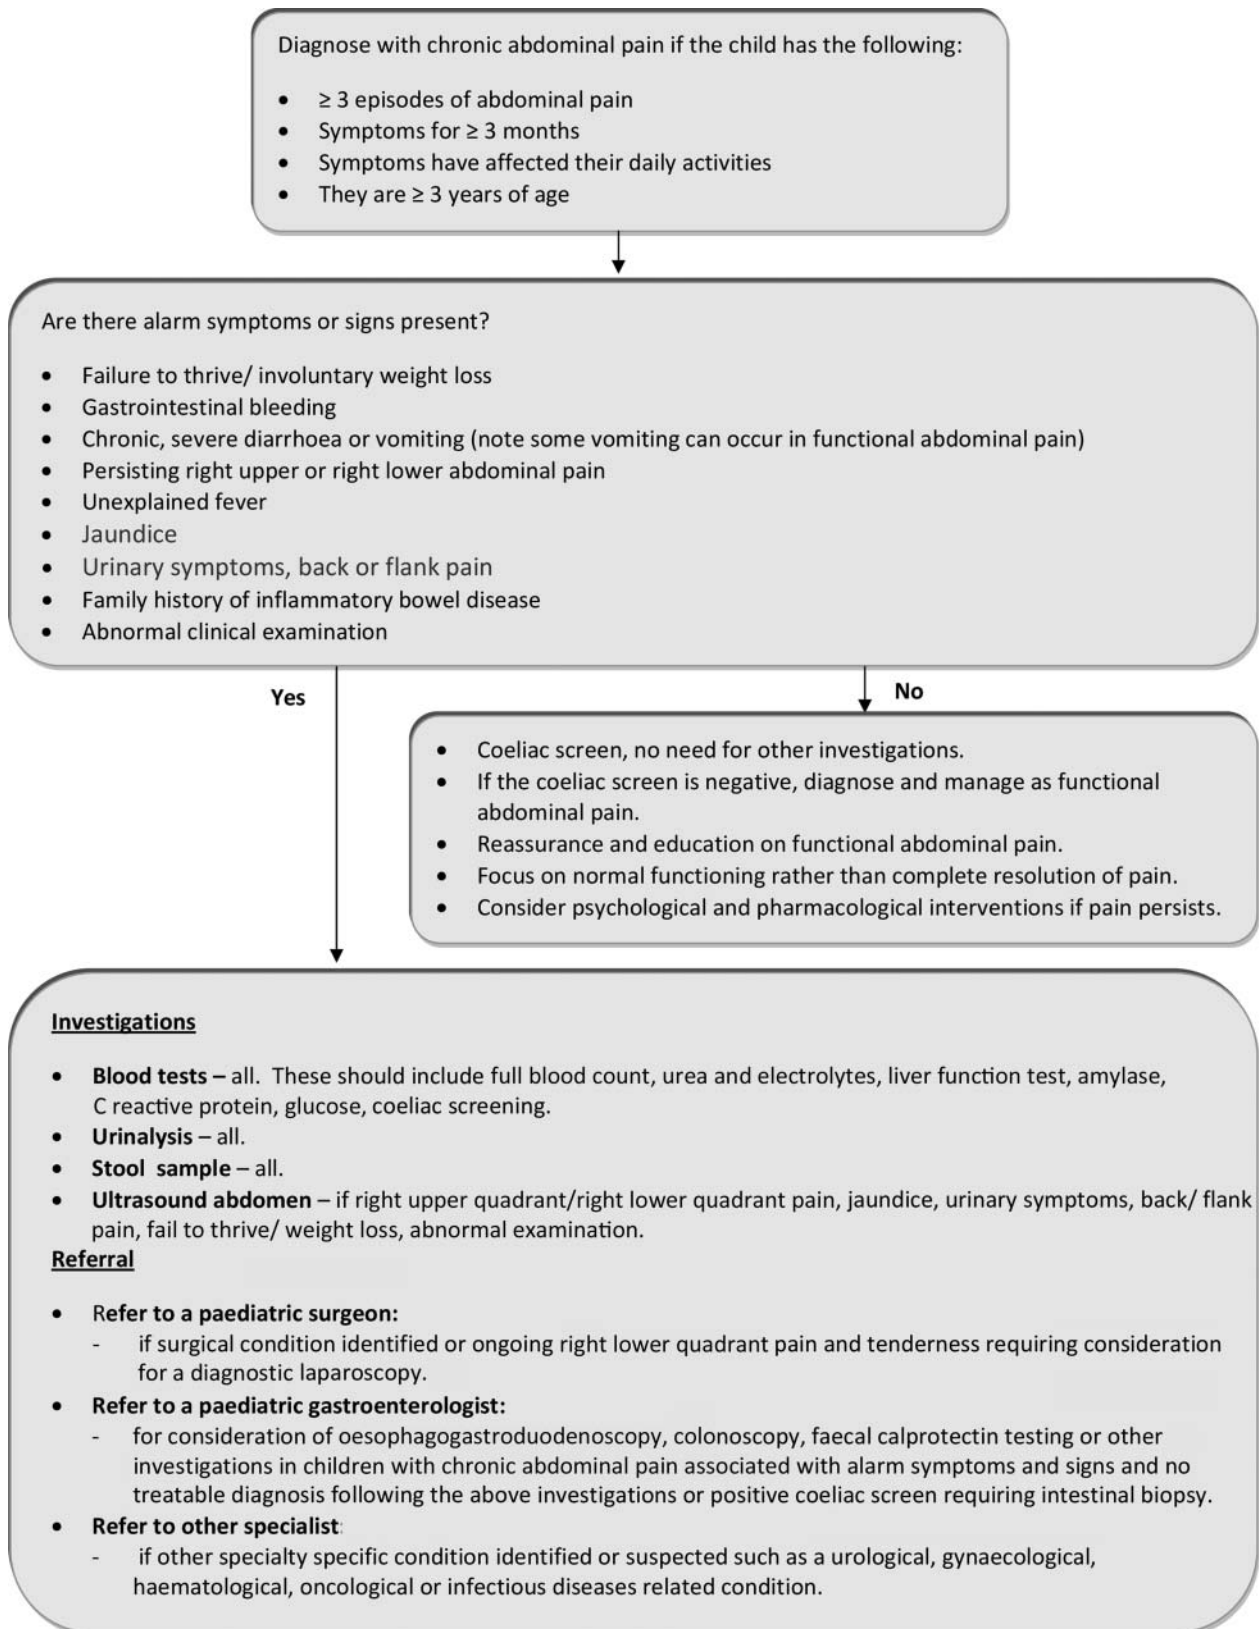 Diagnose with chronic abdominal pain if the child has the following:
• ≥ 3 episodes of abdominal pain
• Symptoms for ≥ 3 months
• Symptoms have affected their daily activities
• They are ≥ 3 years of age
Are there alarm symptoms or signs present?
• Failure to thrive/ involuntary weight loss
• Gastrointestinal bleeding
• Chronic, severe diarrhoea or vomiting (note some vomiting can occur in functional abdominal pain)
• Persisting right upper or right lower abdominal pain
• Unexplained fever
• Jaundice
• Urinary symptoms, back or flank pain
• Family history of inflammatory bowel disease
• Abnormal clinical examination
Yes
No
• Coeliac screen, no need for other investigations.
• If the coeliac screen is negative, diagnose and manage as functional
abdominal pain.
• Reassurance and education on functional abdominal pain.
• Focus on normal functioning rather than complete resolution of pain.
• Consider psychological and pharmacological interventions if pain persists.
Investigations
• Blood tests – all. These should include full blood count, urea and electrolytes, liver function test, amylase,
C reactive protein, glucose, coeliac screening.
• Urinalysis – all.
• Stool sample – all.
• Ultrasound abdomen – if right upper quadrant/right lower quadrant pain, jaundice, urinary symptoms, back/ flank
pain, fail to thrive/ weight loss, abnormal examination.
Referral
• Refer to a paediatric surgeon:
- if surgical condition identified or ongoing right lower quadrant pain and tenderness requiring consideration
for a diagnostic laparoscopy.
• Refer to a paediatric gastroenterologist:
- for consideration of oesophagogastroduodenoscopy, colonoscopy, faecal calprotectin testing or other
investigations in children with chronic abdominal pain associated with alarm symptoms and signs and no
treatable diagnosis following the above investigations or positive coeliac screen requiring intestinal biopsy.
• Refer to other specialist:
- if other specialty specific condition identified or suspected such as a urological, gynaecological,
haematological, oncological or infectious diseases related condition.